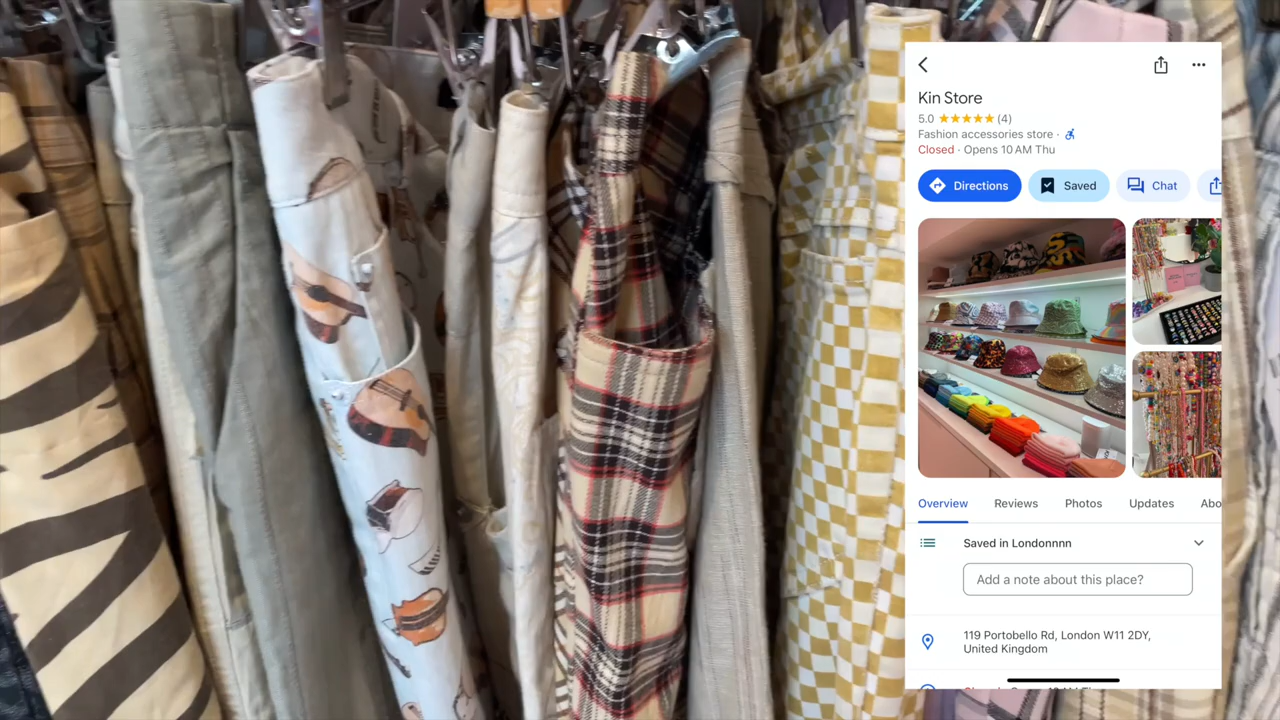 Kin Store
5.0 (4)
Fashion accessories store ·
Closed · Opens 10 AM Thu
Directions
Saved
Chat
Overview
Reviews
Photos
Updates
Abo
Saved in Londonnnn
Add a note about this place?
119 Portobello Rd, London W11 2DY,
United Kingdom